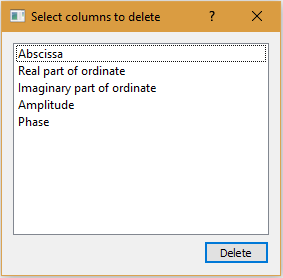 Select columns to delete ?
Abscissa
Real part of ordinate
Imaginary part of ordinate
Amplitude
Phase
Delete